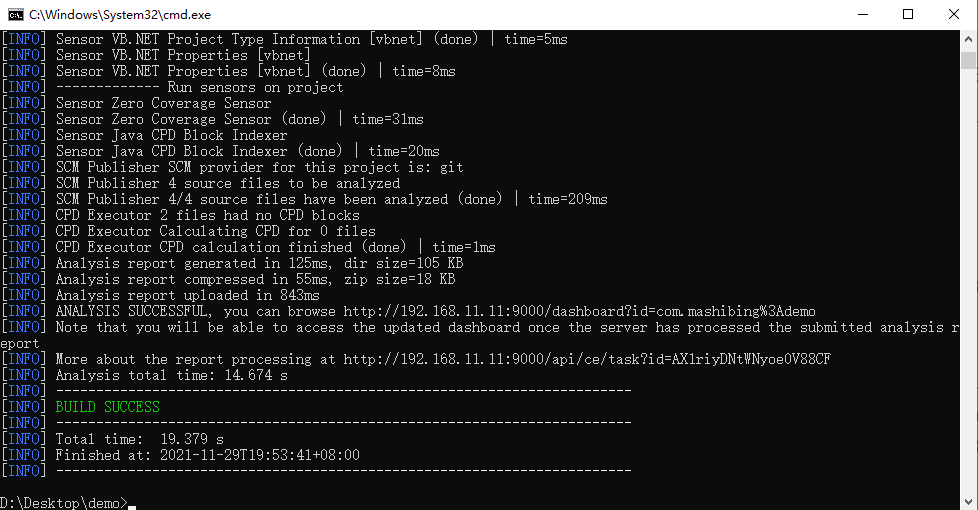 C:\Windows\System32\cmd.exe
[INFO] Sensor VB.NET Project Type Information [vbnet] (done) | time=5ms
[INFO] Sensor VB.NET Properties [vbnet]
[INFO] Sensor VB.NET Properties [vbnet] (done) | time=8ms
[INFO] ------------- Run sensors on project
[INFO] Sensor Zero Coverage Sensor
[INFO] Sensor Zero Coverage Sensor (done) | time=31ms
[INFO] Sensor Java CPD Block Indexer
[INFO] Sensor Java CPD Block Indexer (done) | time=20ms
[INFO] SCM Publisher SCM provider for this project is: git
[INFO] SCM Publisher 4 source files to be analyzed
[INFO] SCM Publisher 4/4 source files have been analyzed (done) | time=209ms
[INFO] CPD Executor 2 files had no CPD blocks
[INFO] CPD Executor Calculating CPD for 0 files
[INFO] CPD Executor CPD calculation finished (done) | time=1ms
[INFO] Analysis report generated in 125ms, dir size=105 KB
[INFO] Analysis report compressed in 55ms, zip size=18 KB
[INFO] Analysis report uploaded in 843ms
[INFO] ANALYSIS SUCCESSFUL, you can browse http://192.168.11.11:9000/dashboard?id=com.mashibing%3Ademo
[INFO] Note that you will be able to access the updated dashboard once the server has processed the submitted analysis r
eport
[INFO] More about the report processing at http://192.168.11.11:9000/api/ce/task?id=AX1riyDNtWNyoe0V88CF
[INFO] Analysis total time: 14.674 s
[INFO] ------------------------------------------------------------------------
[INFO] BUILD SUCCESS
[INFO] ------------------------------------------------------------------------
[INFO] Total time:  19.379 s
[INFO] Finished at: 2021-11-29T19:53:41+08:00
[INFO] ------------------------------------------------------------------------
D:\Desktop\demo>